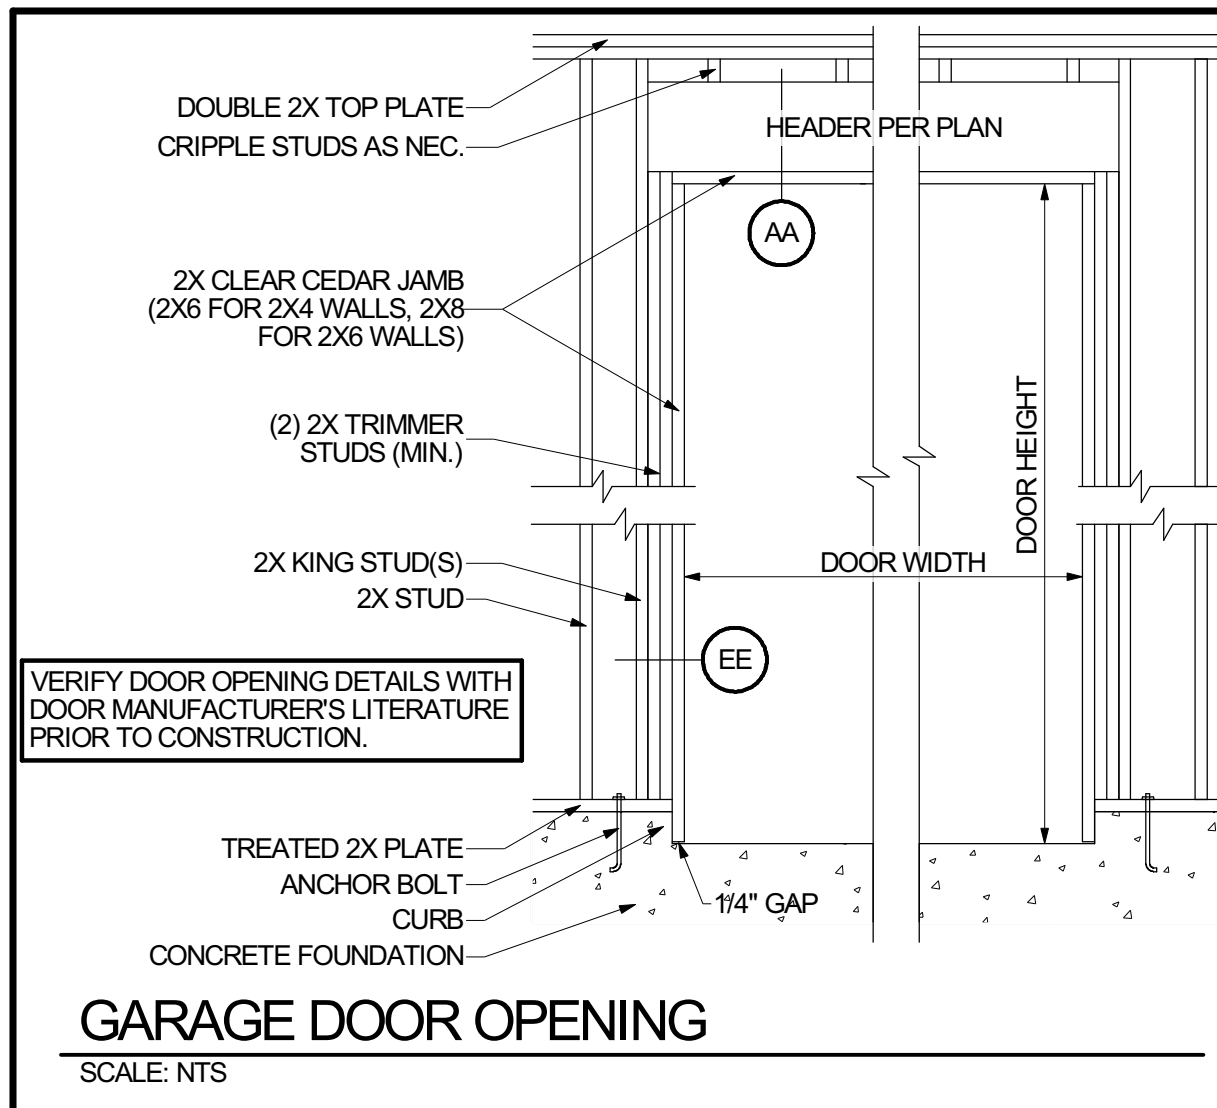 DOUBLE 2X TOP PLATE
CRIPPLE STUDS AS NEC.
HEADER PER PLAN
AA
2X CLEAR CEDAR JAMB
(2X6 FOR 2X4 WALLS, 2X8
FOR 2X6 WALLS)
(2) 2X TRIMMER
STUDS (MIN.)
DOOR HEIGHT
DOOR WIDTH
2X KING STUD(S)
2X STUD
EE
VERIFY DOOR OPENING DETAILS WITH
DOOR MANUFACTURER'S LITERATURE
PRIOR TO CONSTRUCTION.
TREATED 2X PLATE
ANCHOR BOLT
CURB
1/4" GAP
CONCRETE FOUNDATION
GARAGE DOOR OPENING
SCALE: NTS